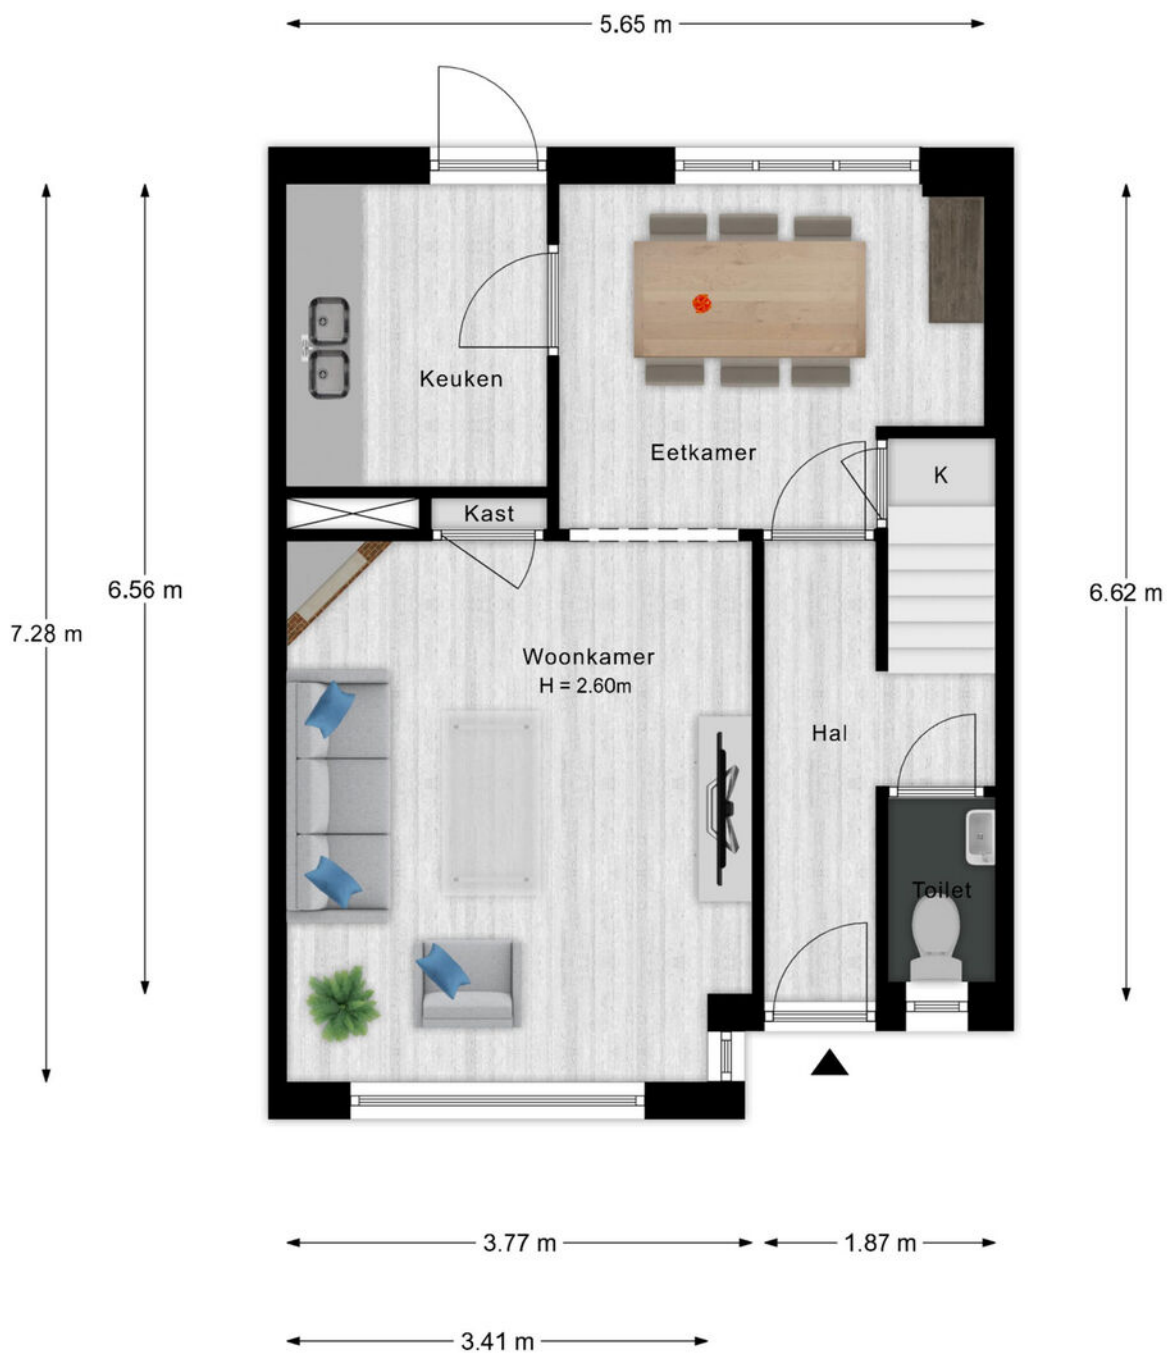 5.65 m
Keuken
Eetkamer
K
Kast
6.56 m
6.62 m
7.28 m
Woonkamer
H = 2.60m
Hal
Toilet
3.77 m
1.87 m
3.41 m